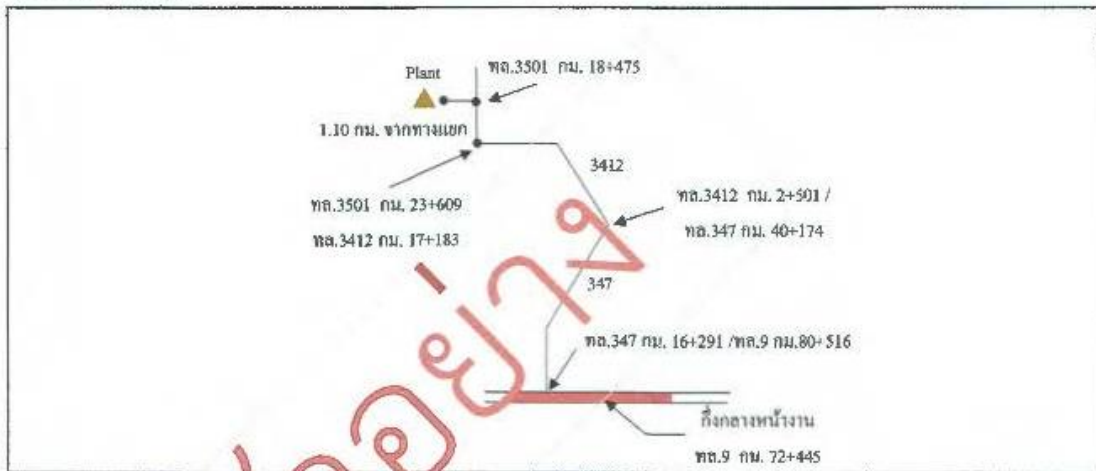 Plant
ทล.3501 กม. 18+475
1.10 กม. จากทางแยก
3412
ทล.3501 กม. 23+609
ทล.3412 กม. 17+183
ทล.3412 กม. 2+501 /
ทล.347 กม. 40+174
347
ทล.347 กม. 16+291 /ทล.9 กม.80+516
กึ่งกลางหน้างาน
ทล.9 กม. 72+445
ตัวอย่าง